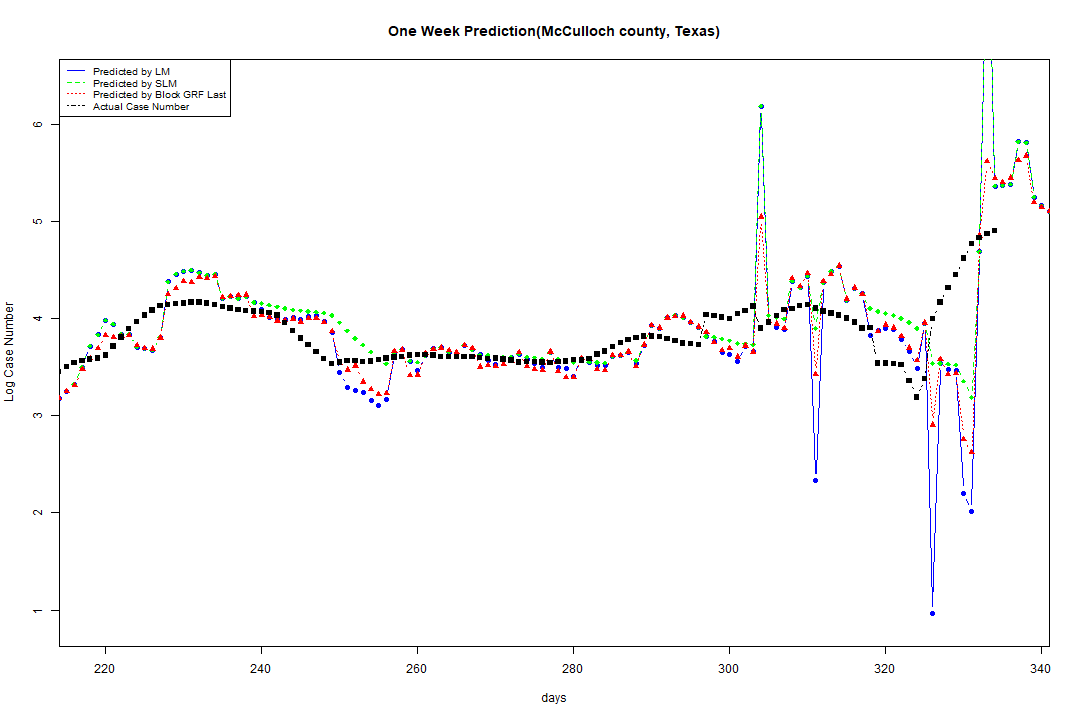 One Week Prediction(McCulloch county, Texas)
Predicted by LM
Predicted by SLM
Predicted by Block GRF Last
Actual Case Number
6
5
4
3
2
1
Log Case Number
220 240 260 280 300 320 340
days